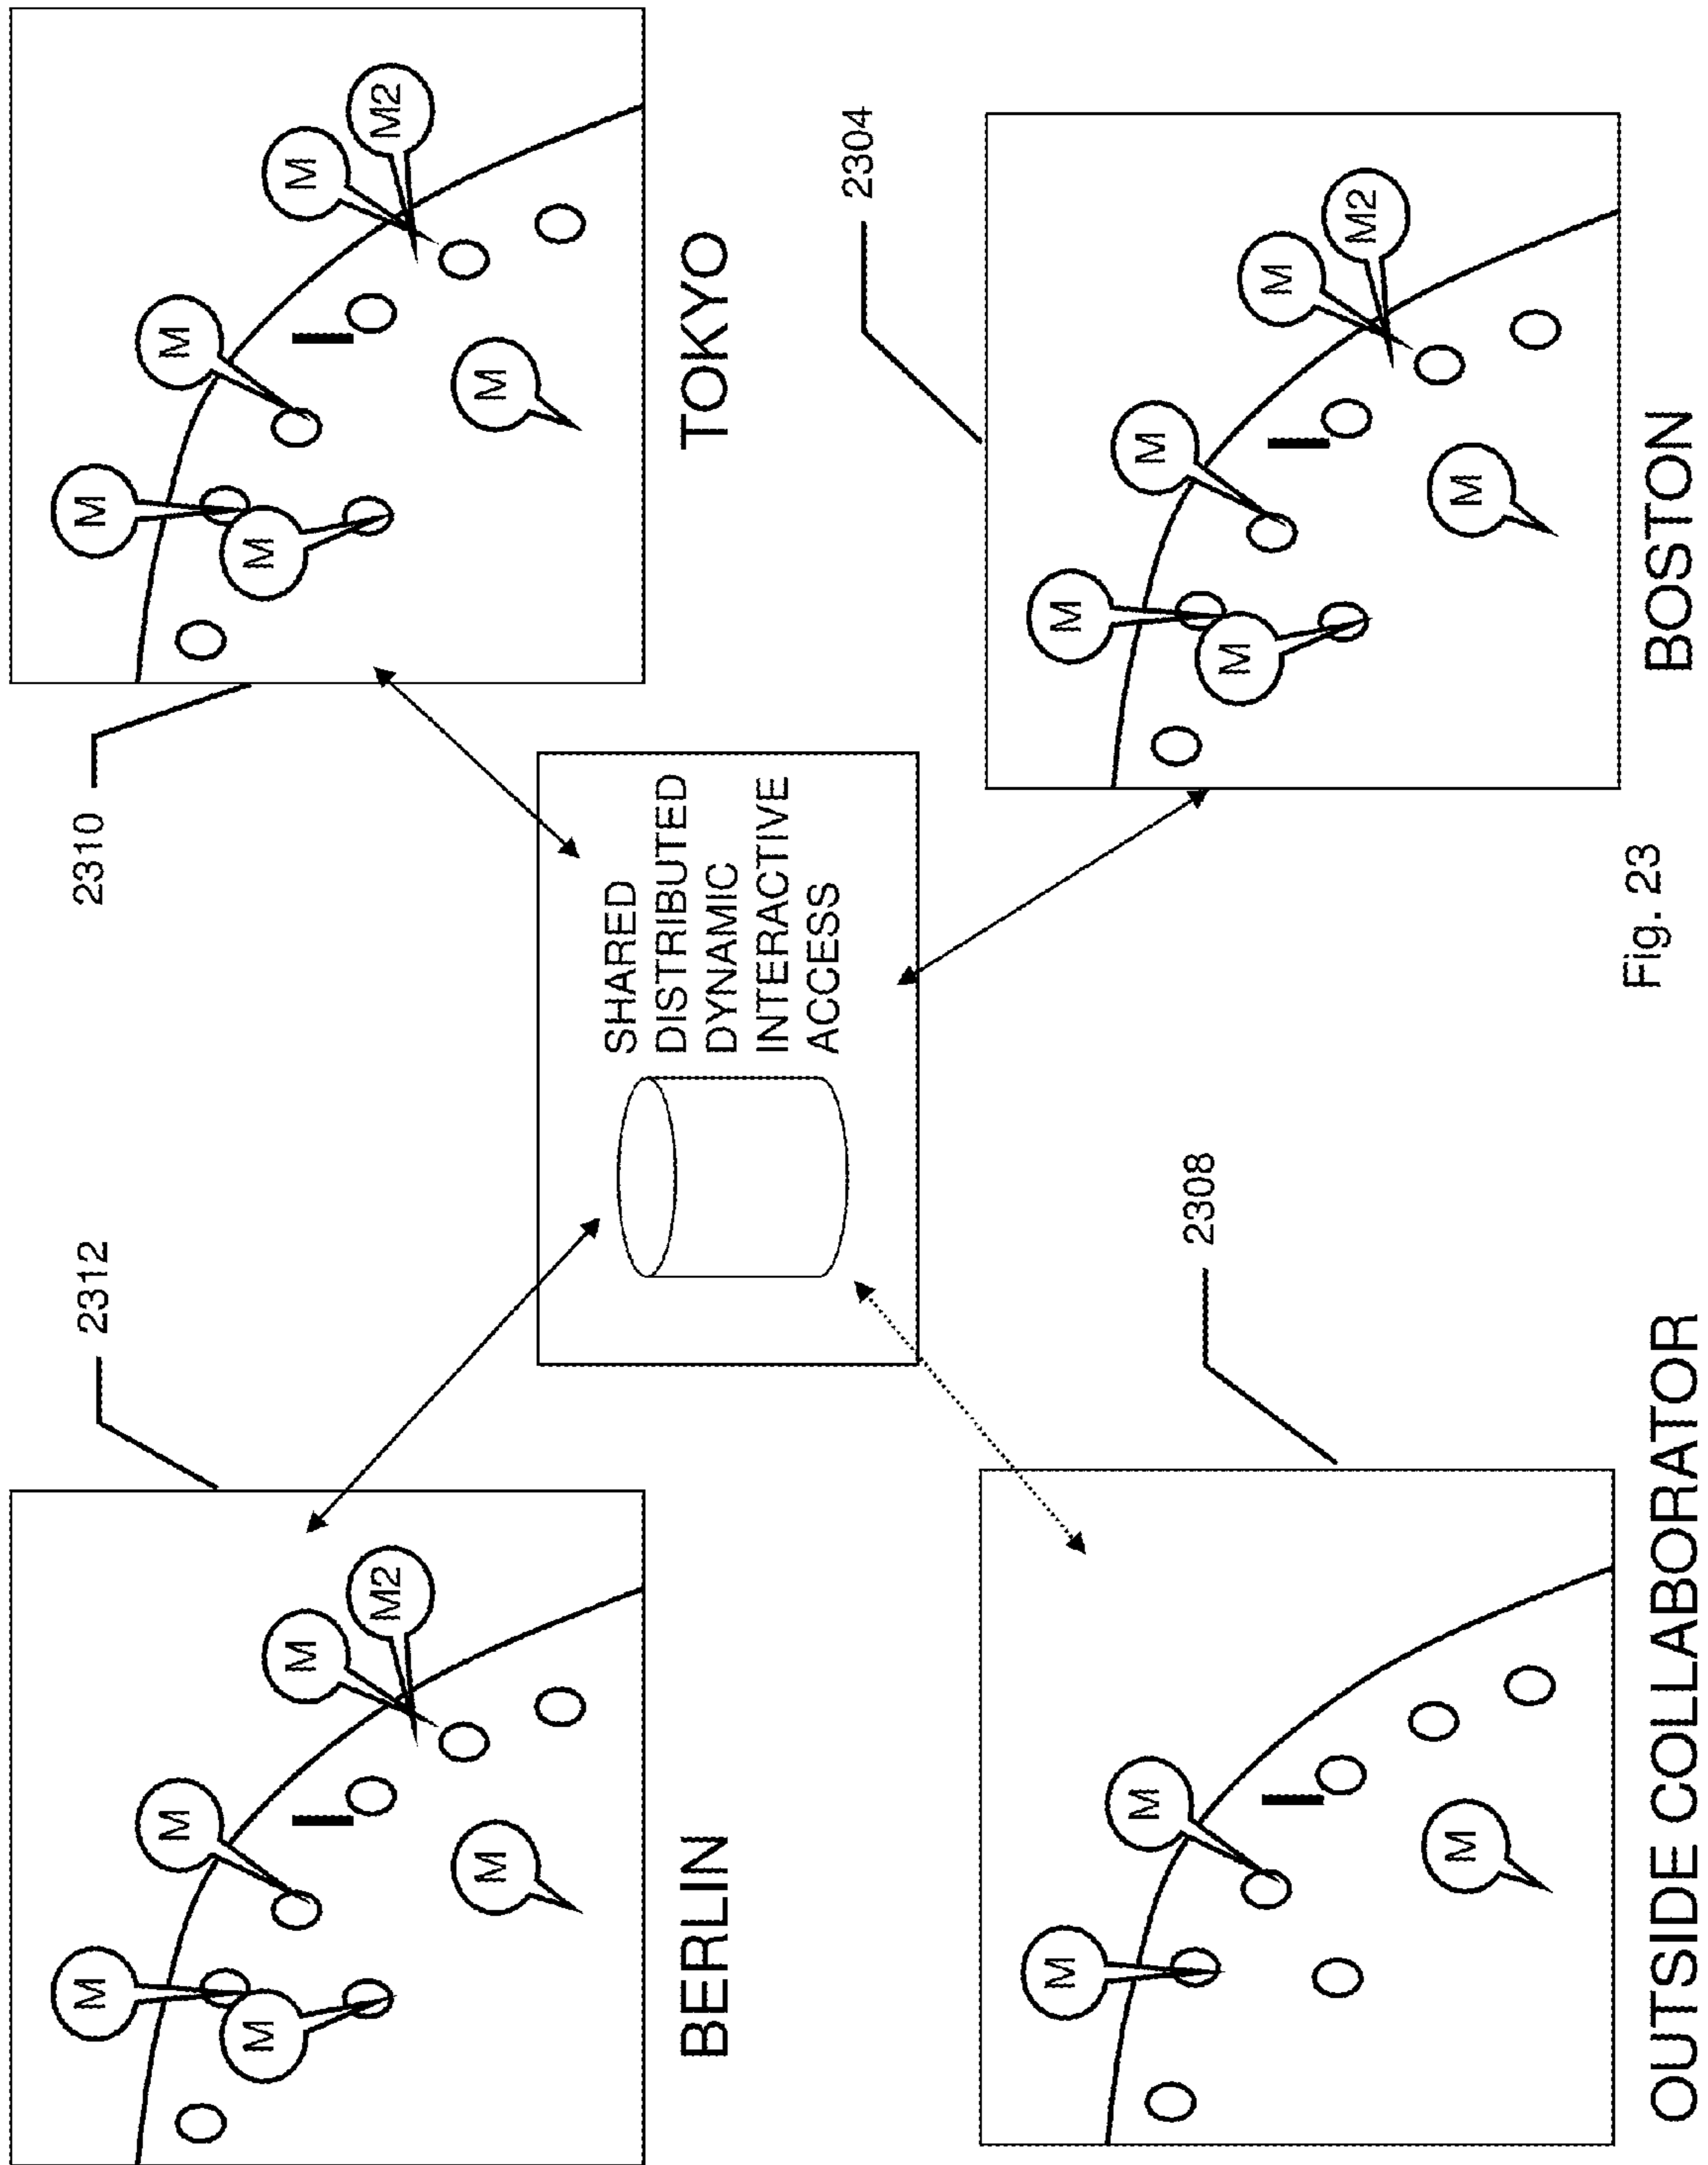 M
M
M
M
M2
M
2312
BERLIN
2310
M
M
M
M
M2
M
TOKYO
SHARED
DISTRIBUTED
DYNAMIC
INTERACTIVE
ACCESS
M
M
M
2308
OUTSIDE COLLABORATOR
2304
M
M
M
M
M2
M
BOSTON
Fig. 23